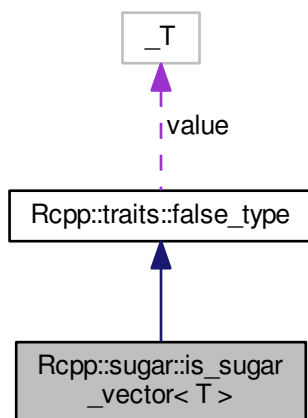 _T
value
Rcpp::traits::false_type
Rcpp::sugar::is_sugar
_vector< T >